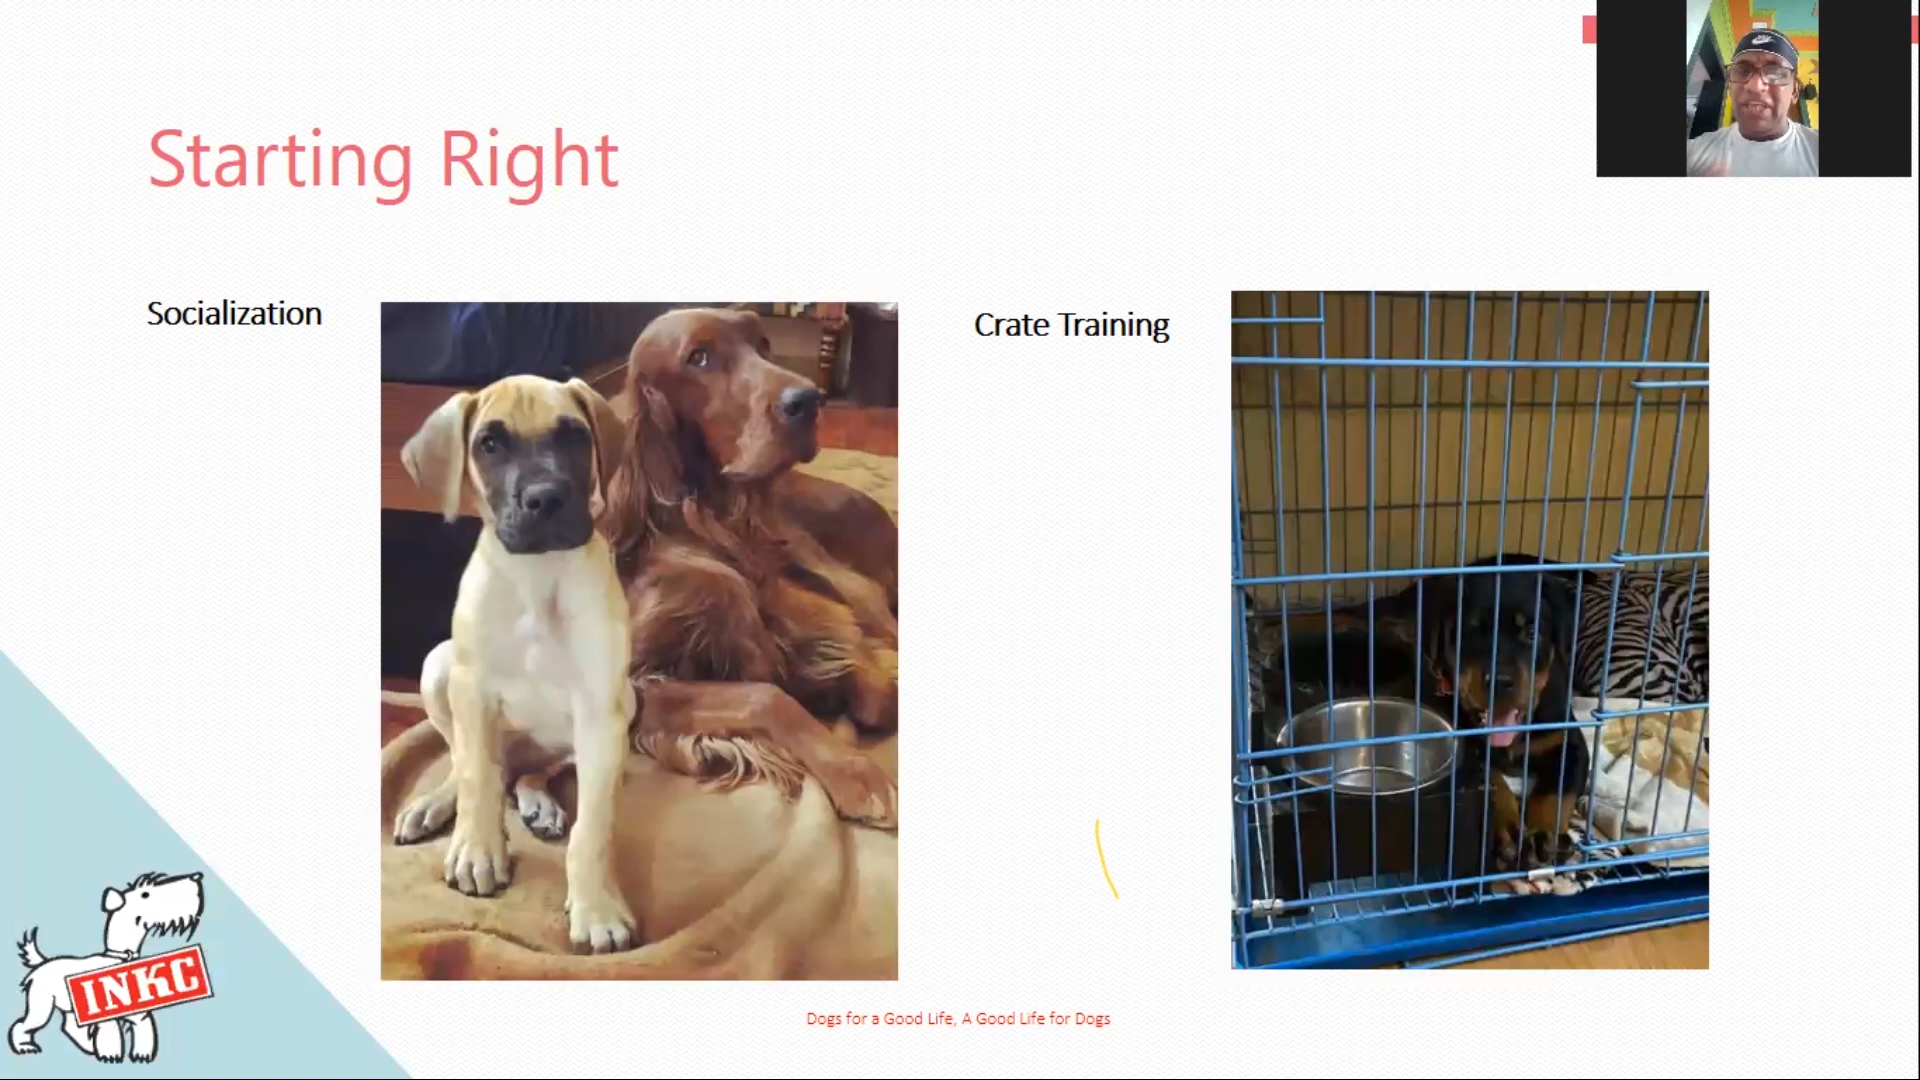 Starting Right
Socialization
Crate Training
INKC
Dogs for a Good Life, A Good Life for Dogs